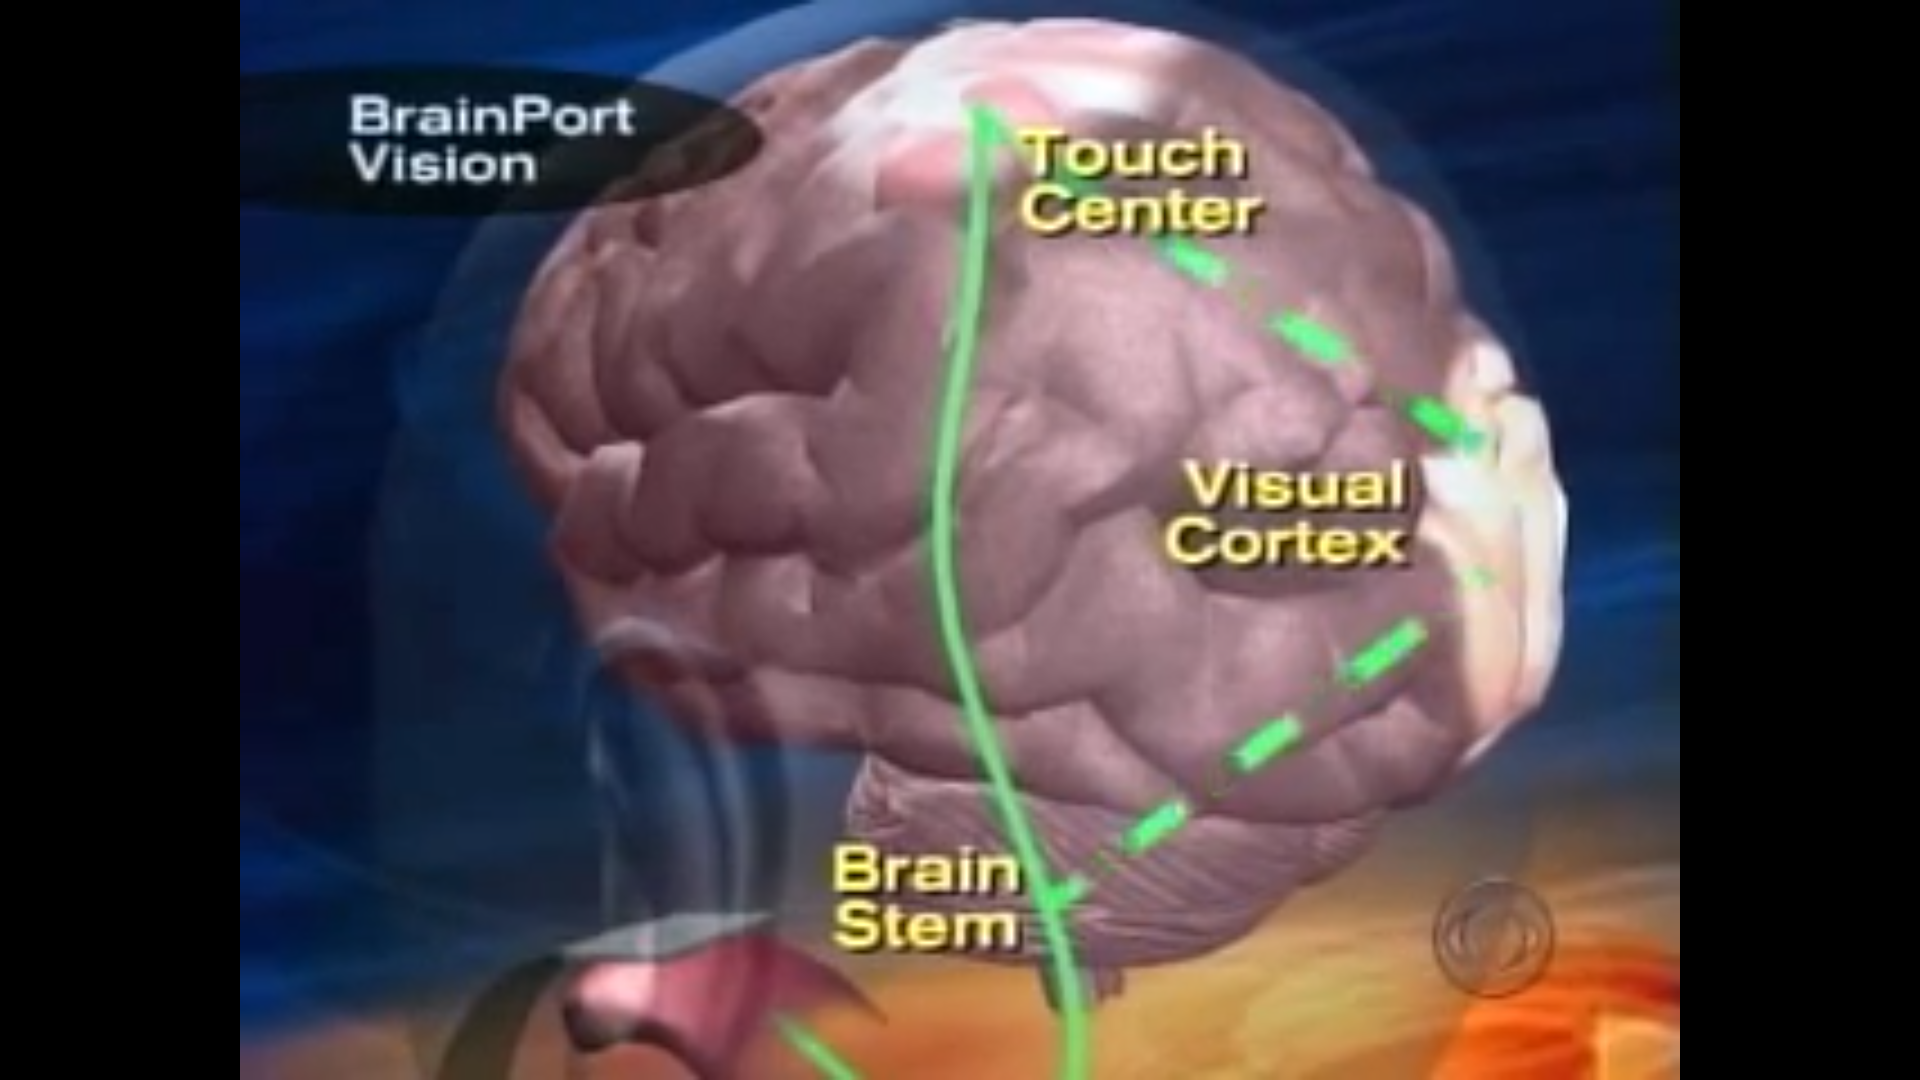 BrainPort
Vision
Touch
Center
Visual
Cortex
Brain
Stem